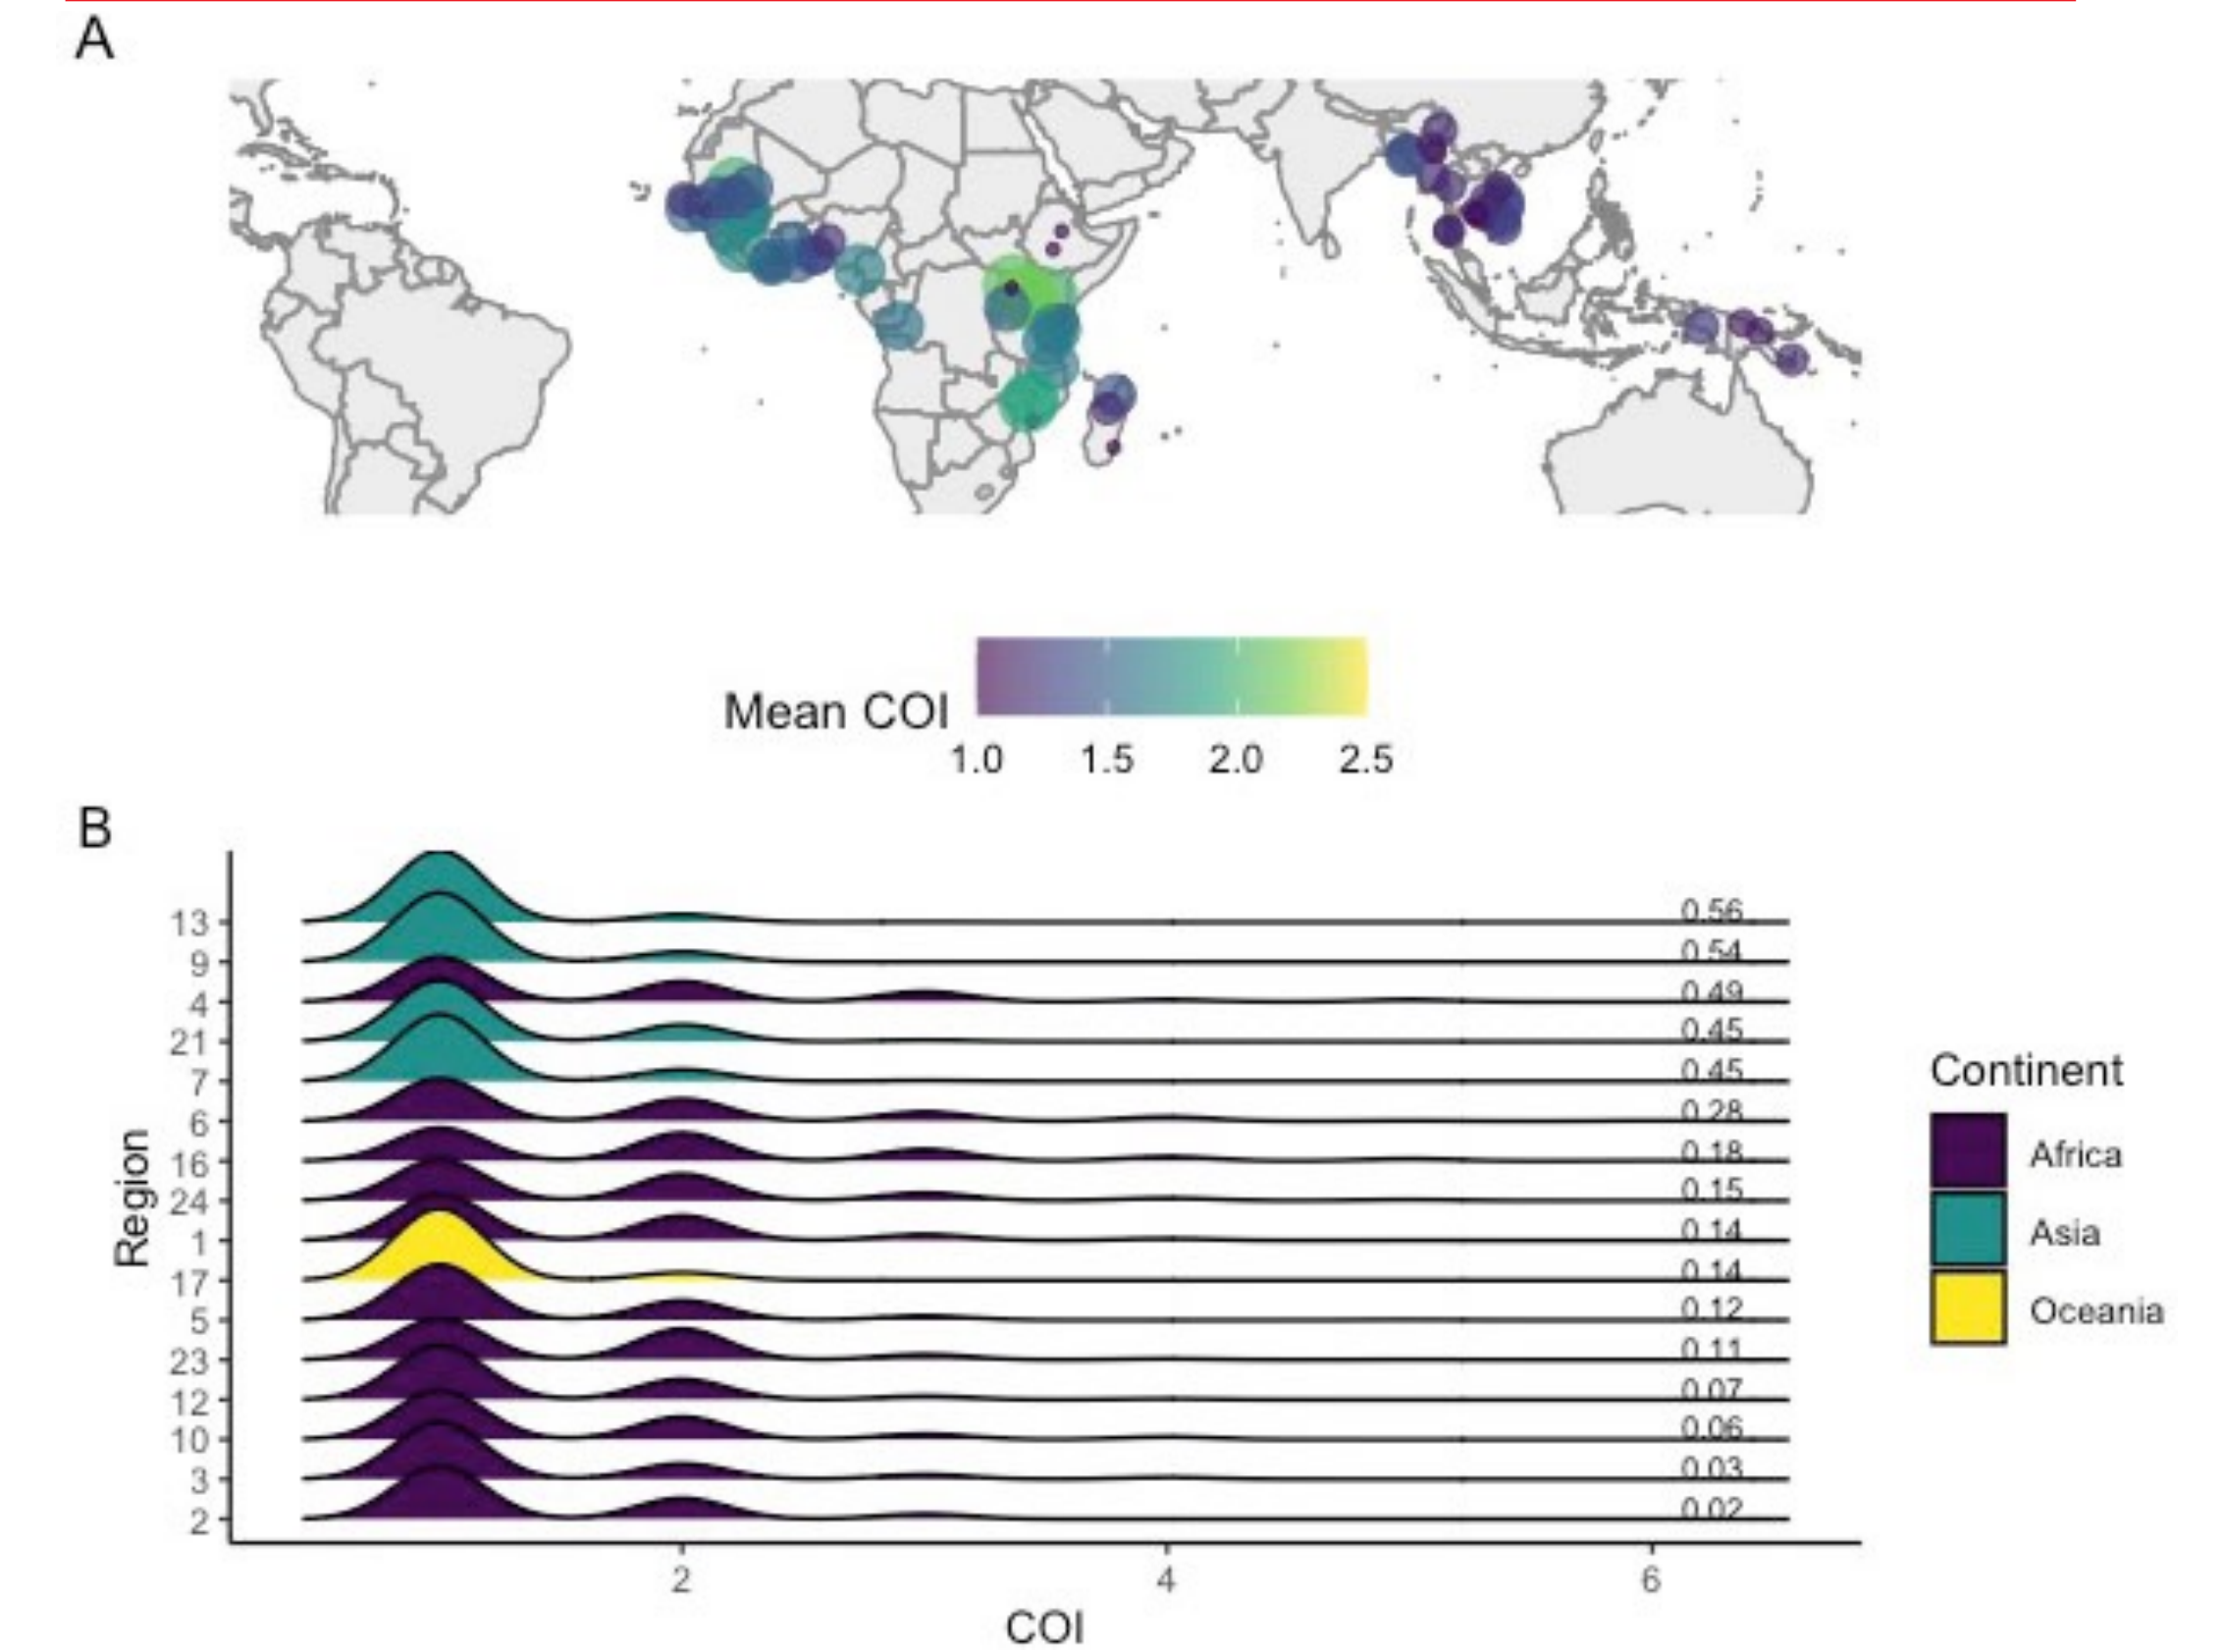 A
Mean COI
1.0 1.5 2.0 2.5
B
13 0.56
9 0.54
4 0.49
21 0.45
7 0.45
6 0.28
16 0.18
24 0.15
1 0.14
17 0.14
5 0.12
23 0.11
12 0.07
10 0.06
3 0.03
2 0.02
Region
2 4 6
COI
Continent
Africa
Asia
Oceania